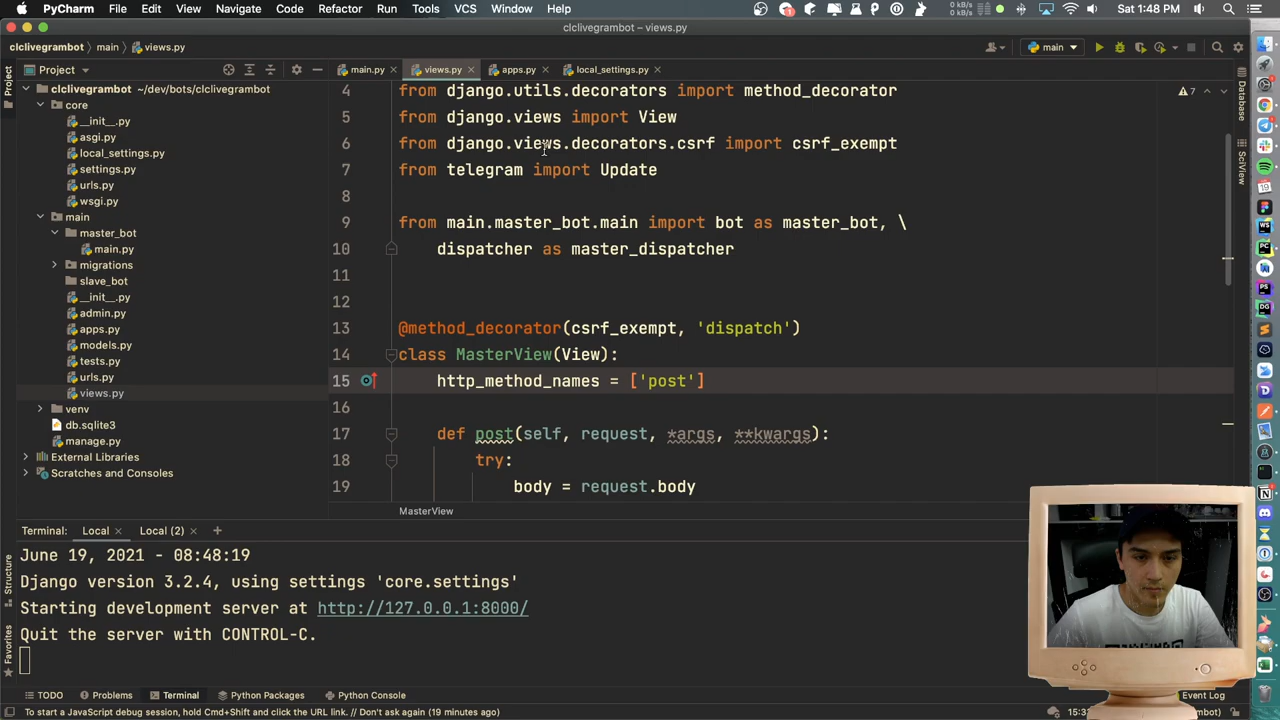 PyCharm File Edit View Navigate Code Refactor Run Tools VCS Window Help 0 kB/s 0 kB/s Sat 1:48 PM
clclivegrambot – views.py
clclivegrambot main views.py main
Project main.py views.py apps.py local_settings.py
clclivegrambot ~/dev/bots/clclivegrambot
core
__init__.py
asgi.py
local_settings.py
settings.py
urls.py
wsgi.py
main
master_bot
main.py
migrations
slave_bot
__init__.py
admin.py
apps.py
models.py
tests.py
urls.py
views.py
venv
db.sqlite3
manage.py
External Libraries
Scratches and Consoles
4 from django.utils.decorators import method_decorator
5 from django.views import View
6 from django.views.decorators.csrf import csrf_exempt
7 from telegram import Update
8
9 from main.master_bot.main import bot as master_bot, \
10 dispatcher as master_dispatcher
11
12
13 @method_decorator(csrf_exempt, 'dispatch')
14 class MasterView(View):
15 http_method_names = ['post']
16
17 def post(self, request, *args, **kwargs):
18 try:
19 body = request.body
MasterView
7
Project
Structure
Favorites
Database
SciView
Terminal: Local Local (2)
June 19, 2021 - 08:48:19
Django version 3.2.4, using settings 'core.settings'
Starting development server at http://127.0.0.1:8000/
Quit the server with CONTROL-C.
TODO Problems Terminal Python Packages Python Console Event Log
To start a JavaScript debug session, hold Cmd+Shift and click the URL link. // Don't ask again (19 minutes ago)